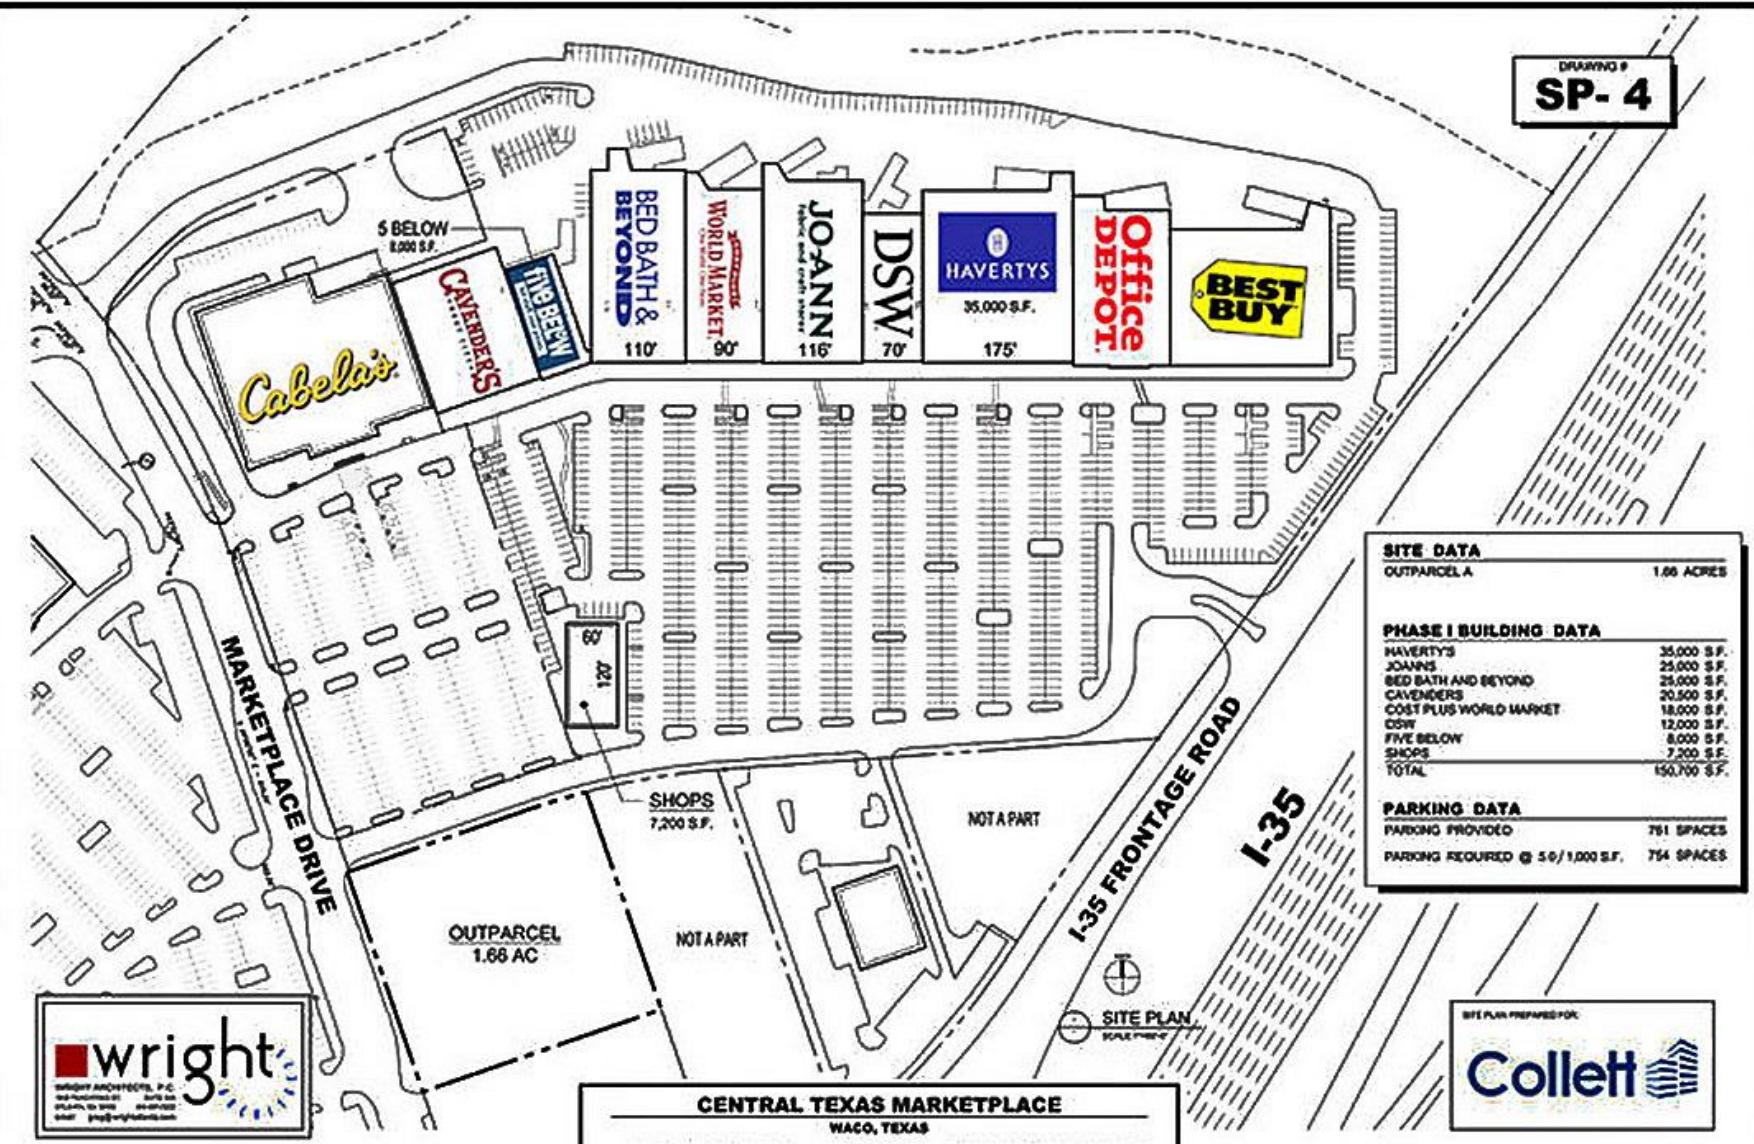 DRAWING #
SP- 4
5 BELOW
8,000 S.F.
Cabela's
CAVENDER'S
five BEL°W
BED BATH &
BEYOND
110'
WORLD MARKET
90'
JO-ANN
fabric and craft stores
116'
DSW
70'
HAVERTYS
35,000 S.F.
175'
Office
DEPOT
BEST
BUY
60'
120'
SHOPS
7,200 S.F.
MARKETPLACE DRIVE
OUTPARCEL
1.66 AC
NOT A PART
NOT A PART
I-35 FRONTAGE ROAD
I-35
SITE DATA
OUTPARCEL A 1.66 ACRES
PHASE I BUILDING DATA
HAVERTY'S 35,000 S.F.
JOANNS 25,000 S.F.
BED BATH AND BEYOND 25,000 S.F.
CAVENDERS 20,500 S.F.
COST PLUS WORLD MARKET 18,000 S.F.
DSW 12,000 S.F.
FIVE BELOW 8,000 S.F.
SHOPS 7,200 S.F.
TOTAL 150,700 S.F.
PARKING DATA
PARKING PROVIDED 761 SPACES
PARKING REQUIRED @ 5.0/1,000 S.F. 754 SPACES
SITE PLAN
wright
WRIGHT ARCHITECTS, P.C.
SITE PLAN PREPARED FOR:
Collett
CENTRAL TEXAS MARKETPLACE
WACO, TEXAS